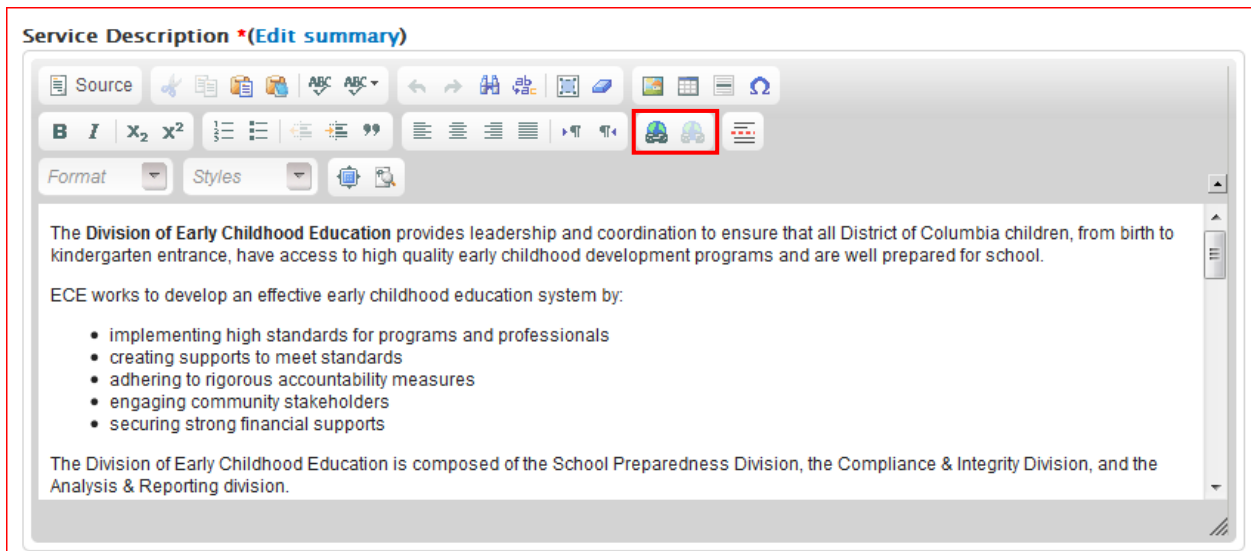 Service Description *(Edit summary)
Source ABC ABC
B I X₂ X² ”
Format Styles
The Division of Early Childhood Education provides leadership and coordination to ensure that all District of Columbia children, from birth to
kindergarten entrance, have access to high quality early childhood development programs and are well prepared for school.
ECE works to develop an effective early childhood education system by:
• implementing high standards for programs and professionals
• creating supports to meet standards
• adhering to rigorous accountability measures
• engaging community stakeholders
• securing strong financial supports
The Division of Early Childhood Education is composed of the School Preparedness Division, the Compliance & Integrity Division, and the
Analysis & Reporting division.